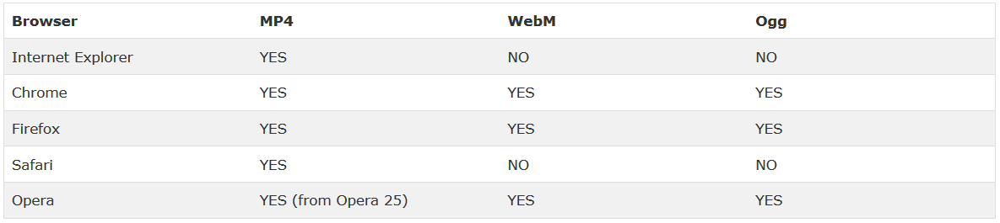 Browser MP4 WebM Ogg
Internet Explorer YES NO NO
Chrome YES YES YES
Firefox YES YES YES
Safari YES NO NO
Opera YES (from Opera 25) YES YES